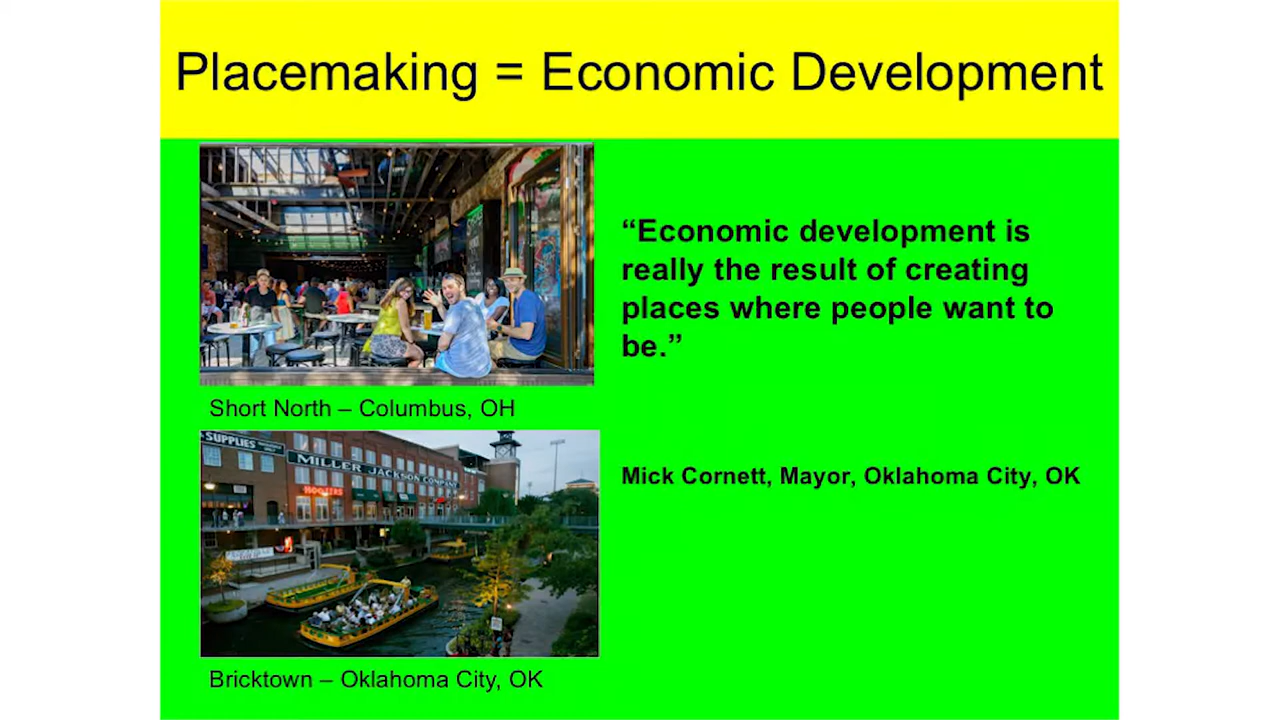 Placemaking = Economic Development
“Economic development is
really the result of creating
places where people want to
be.”
Short North – Columbus, OH
SUPPLIES
MILLER JACKSON COMPANY
HOOTERS
Mick Cornett, Mayor, Oklahoma City, OK
Bricktown – Oklahoma City, OK